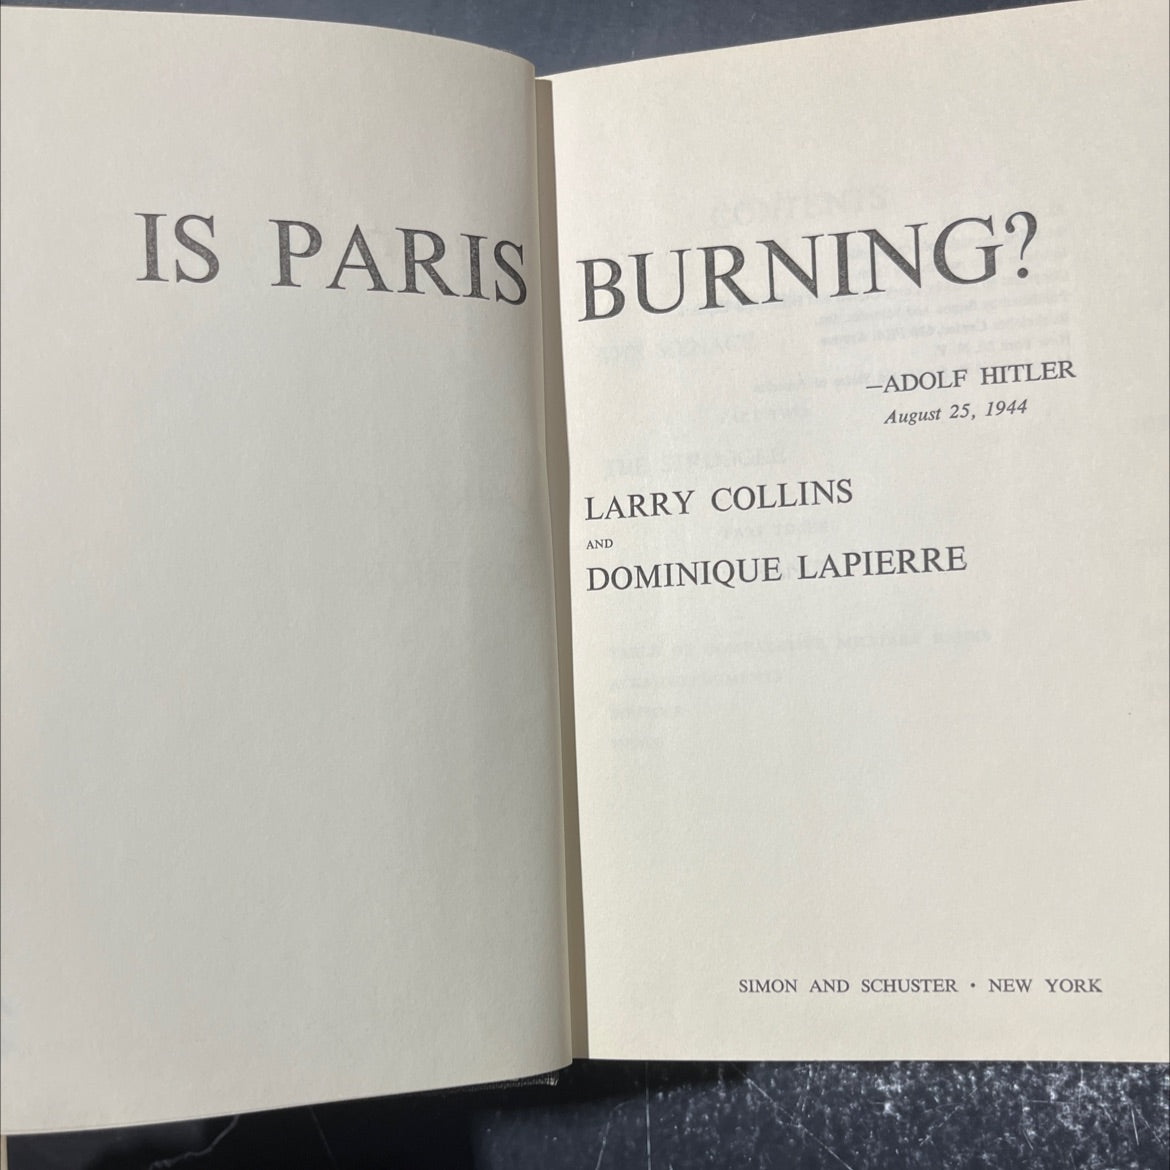 IS PARIS BURNING?
—ADOLF HITLER
August 25, 1944
LARRY COLLINS
AND
DOMINIQUE LAPIERRE
SIMON AND SCHUSTER • NEW YORK